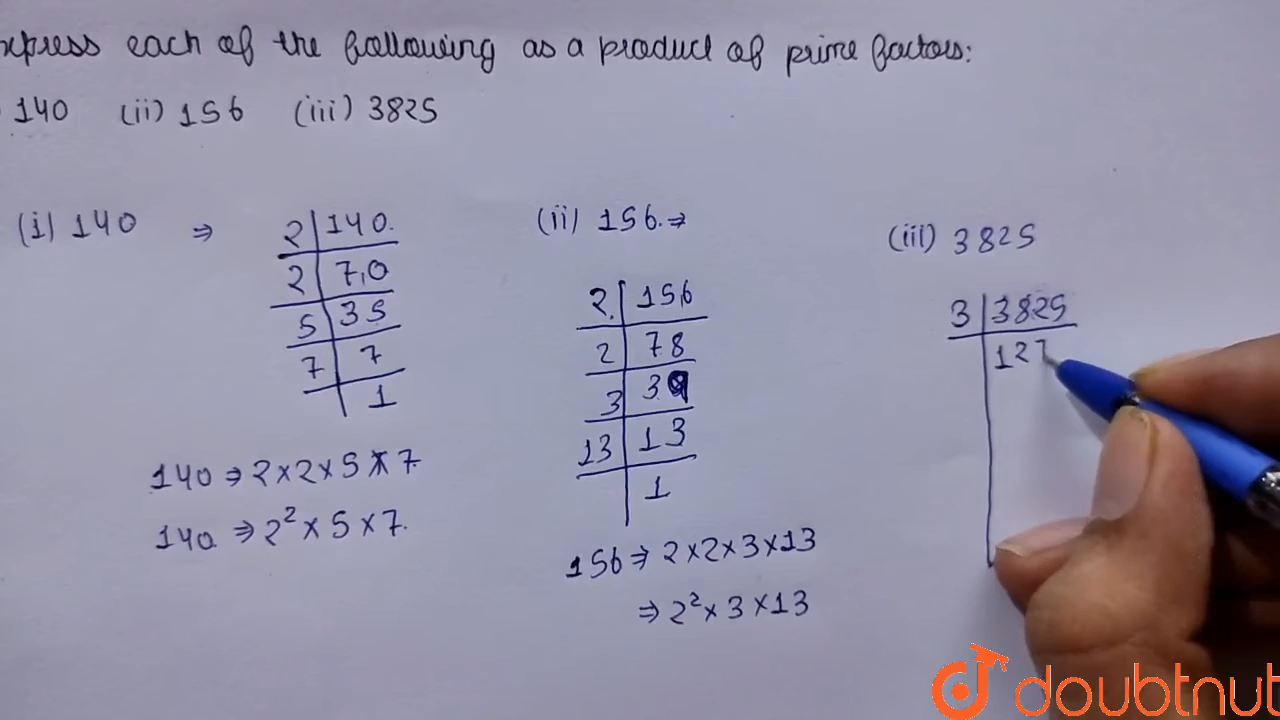 xpress each of the following as a product of prime factors:
140 (ii) 156 (iii) 3825
(i) 140 ⇒
2 | 140.
2 | 7,0
5 | 35
7 | 7
1
140 ⇒ 2 × 2 × 5 × 7.
140. ⇒ 2² × 5 × 7.
(ii) 156. ⇒
2. | 156
2 | 78
3 | 39
13 | 13
1
156 ⇒ 2 × 2 × 3 × 13
⇒ 2² × 3 × 13
(iii) 3825
3 | 3825
127
doubtnut